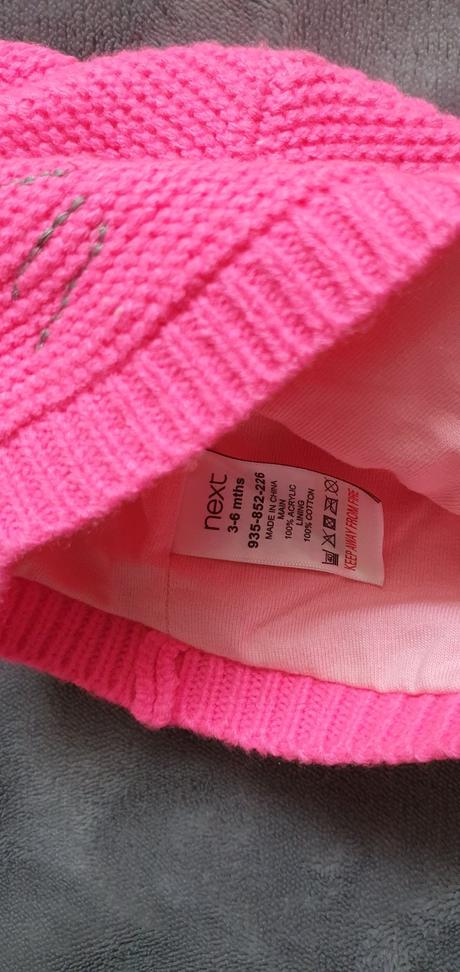 next
3-6 mths
935-852-226
MADE IN CHINA
MAIN
100% ACRYLIC
LINING
100% COTTON
KEEP AWAY FROM FIRE